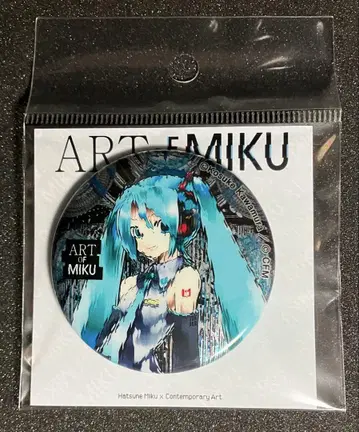 ART OF MIKU
ART
OF
MIKU
Kosuke Kawamura / © CFM
Hatsune Miku x Contemporary Art